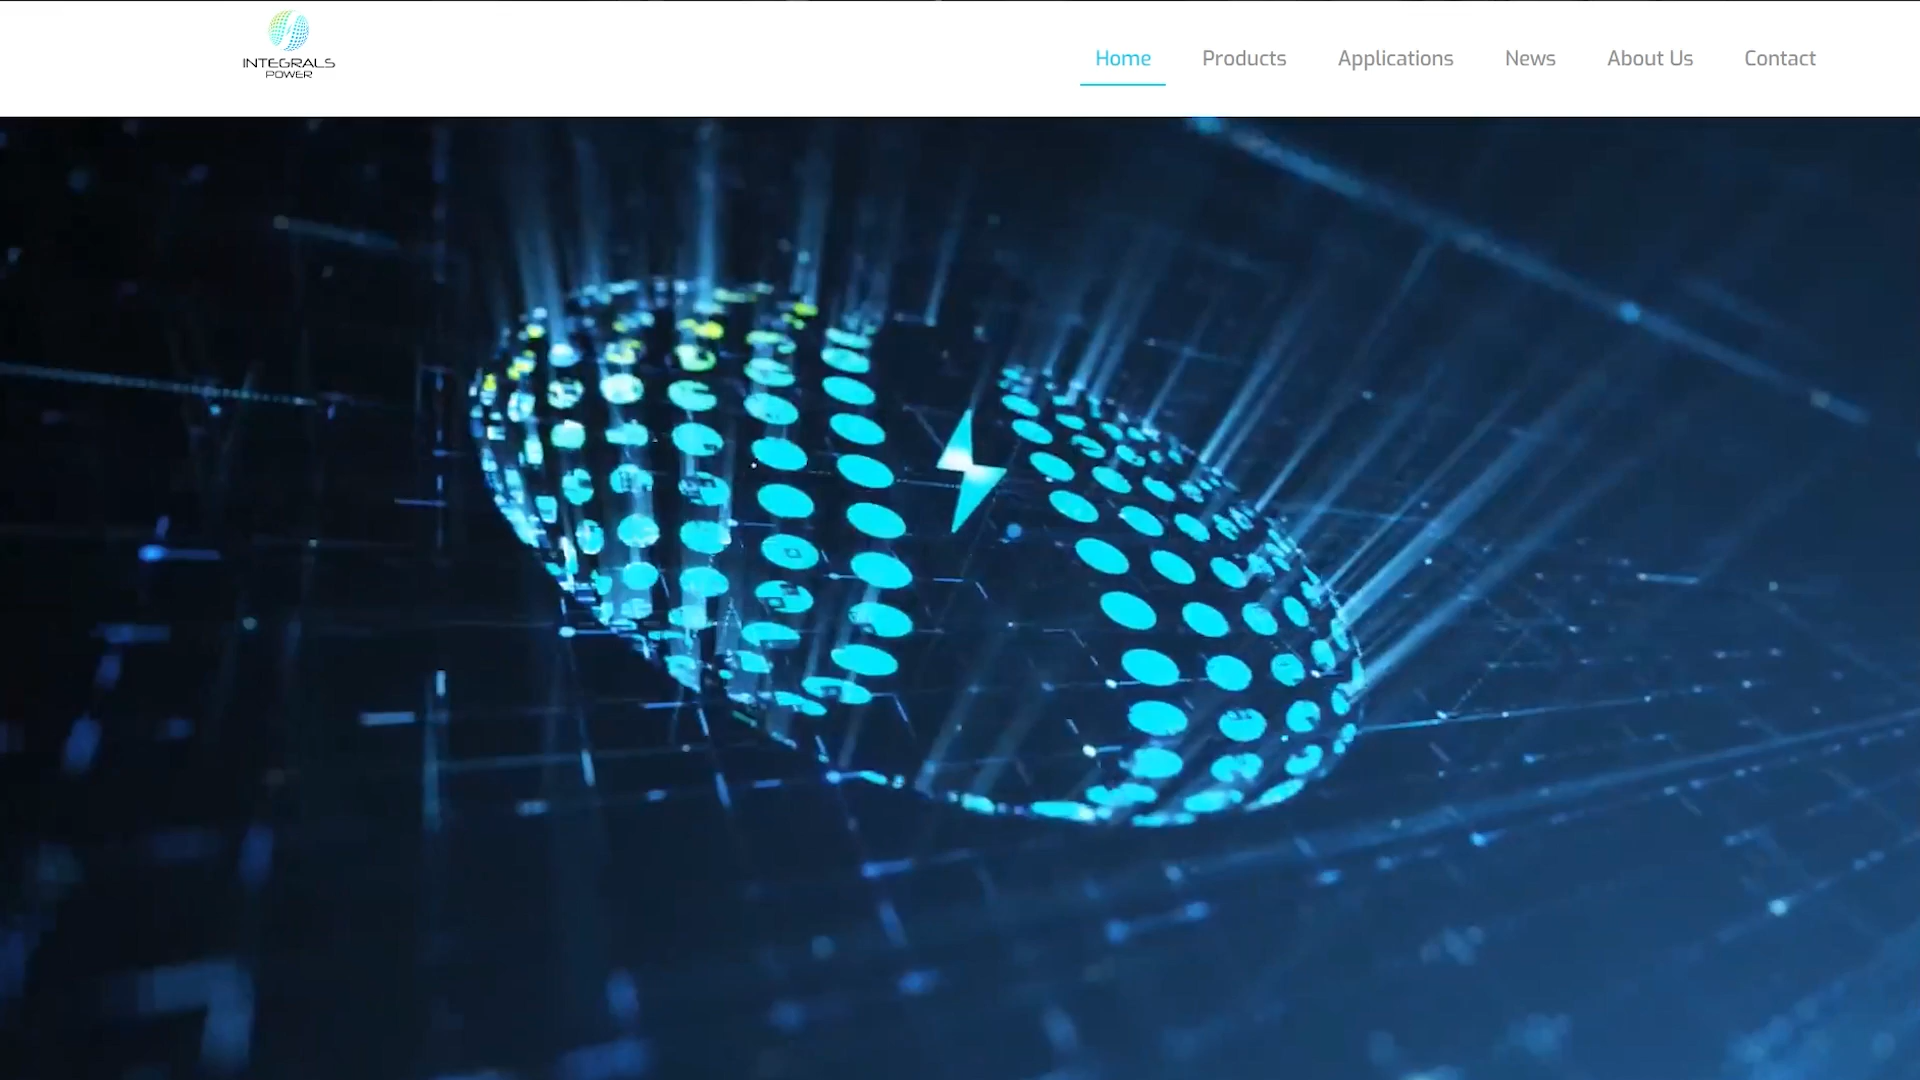 INTEGRALS
POWER
Home
Products
Applications
News
About Us
Contact